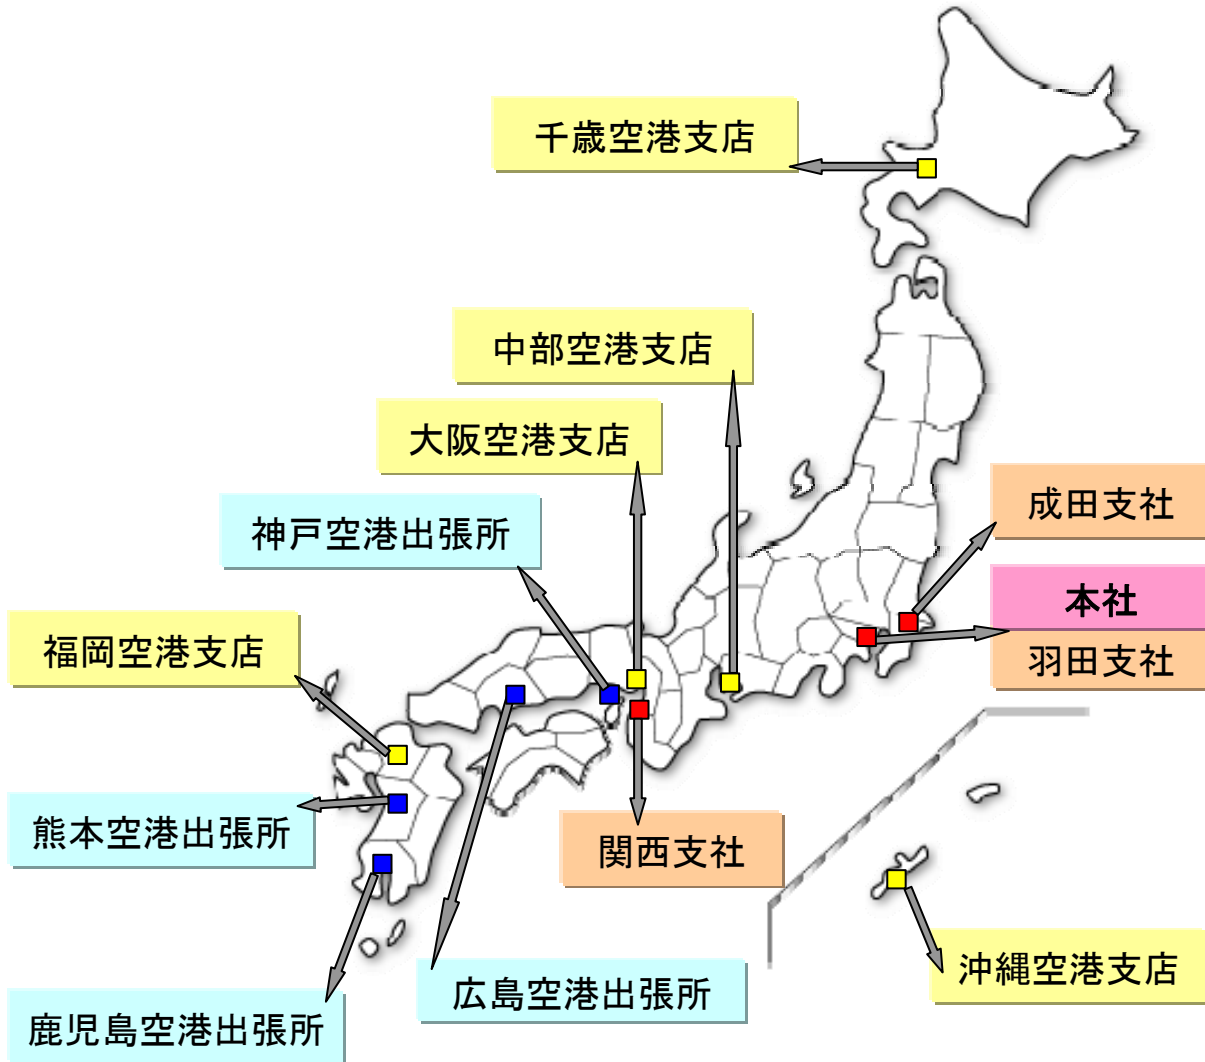 千歳空港支店
中部空港支店
大阪空港支店
神戸空港出張所
成田支社
本社
羽田支社
福岡空港支店
熊本空港出張所
関西支社
鹿児島空港出張所
広島空港出張所
沖縄空港支店